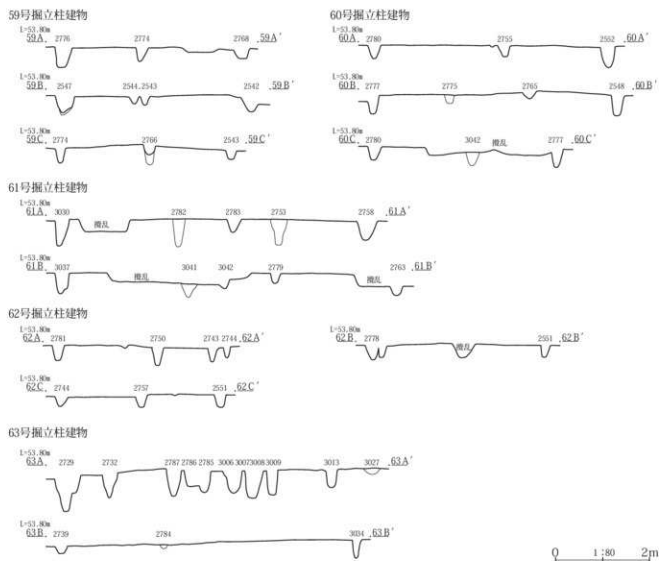 59号掘立柱建物
L=53.80m
59A 2776 2774 2768 59A′
L=53.80m
59B 2547 2544 2543 2542 59B′
L=53.80m
59C 2774 2766 2543 59C′
60号掘立柱建物
L=53.80m
60A 2780 2755 2552 60A′
L=53.80m
60B 2777 2775 2765 2548 60B′
L=53.80m
60C 2780 3042 攪乱 2777 60C′
61号掘立柱建物
L=53.80m
61A 3030 攪乱 2782 2783 2753 2758 61A′
L=53.80m
61B 3037 攪乱 3041 3042 2779 攪乱 2763 61B′
62号掘立柱建物
L=53.80m
62A 2781 2750 2743 2744 62A′
L=53.80m
62B 2778 攪乱 2551 62B′
L=53.80m
62C 2744 2757 2551 62C′
63号掘立柱建物
L=53.80m
63A 2729 2732 2787 2786 2785 3006 3007 3008 3009 3013 3027 63A′
L=53.80m
63B 2739 2784 3034 63B′
0 1:80 2m